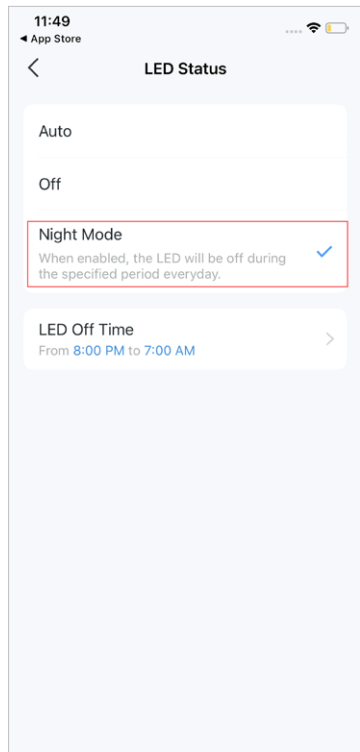 11:49
◀ App Store
LED Status
Auto
Off
Night Mode
When enabled, the LED will be off during
the specified period everyday.
LED Off Time
From 8:00 PM to 7:00 AM